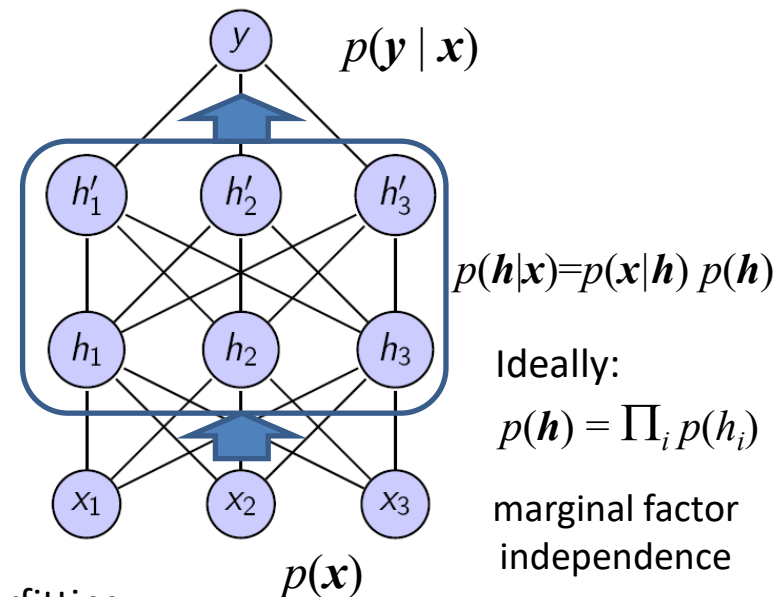 y
p(y | x)
h′₁ h′₂ h′₃
p(h|x)=p(x|h) p(h)
h₁ h₂ h₃
Ideally:
p(h) = ∏ᵢ p(hᵢ)
x₁ x₂ x₃
marginal factor
independence
p(x)